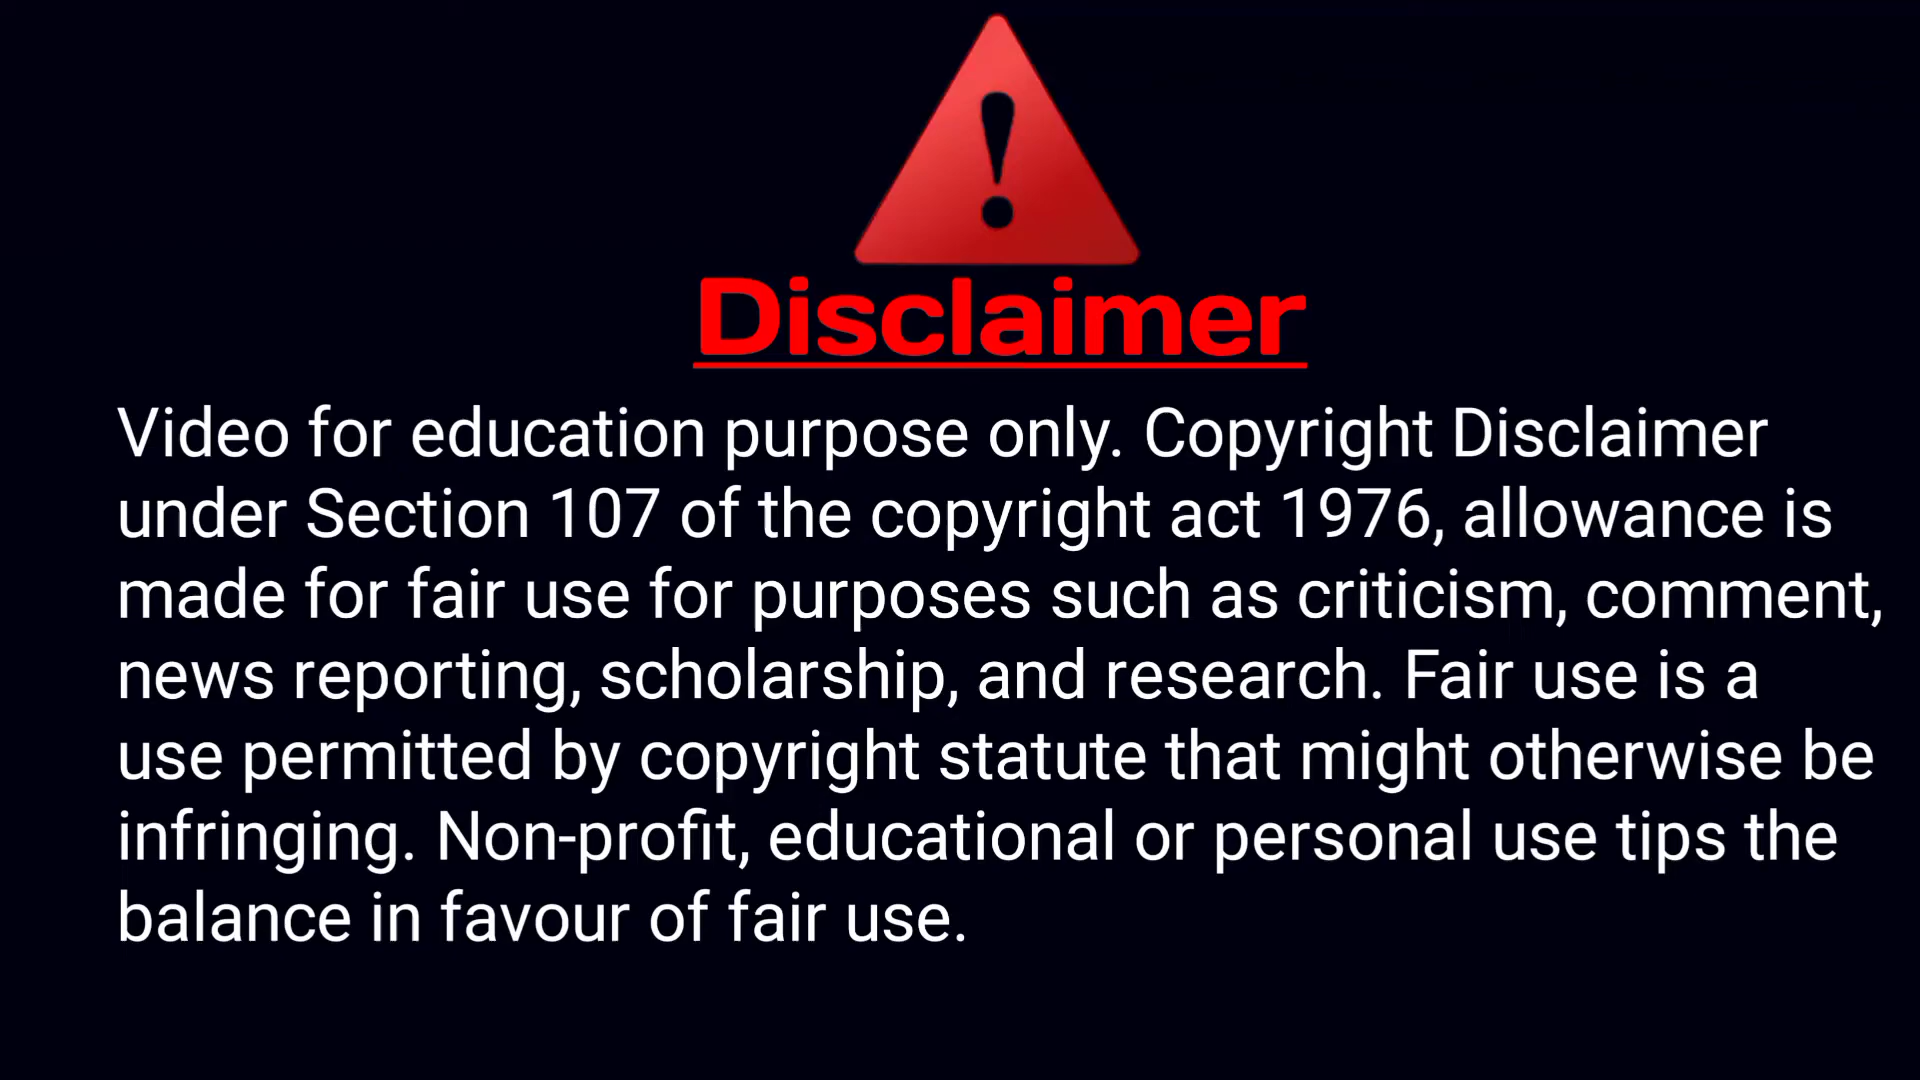 Disclaimer
Video for education purpose only. Copyright Disclaimer
under Section 107 of the copyright act 1976, allowance is
made for fair use for purposes such as criticism, comment,
news reporting, scholarship, and research. Fair use is a
use permitted by copyright statute that might otherwise be
infringing. Non-profit, educational or personal use tips the
balance in favour of fair use.